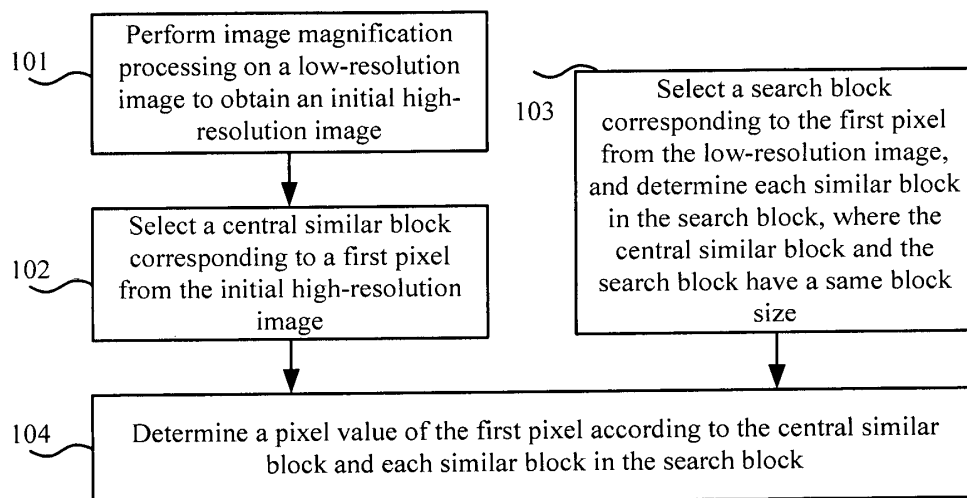 101
Perform image magnification
processing on a low-resolution
image to obtain an initial high-
resolution image
102
Select a central similar block
corresponding to a first pixel
from the initial high-resolution
image
103
Select a search block
corresponding to the first pixel
from the low-resolution image,
and determine each similar block
in the search block, where the
central similar block and the
search block have a same block
size
104
Determine a pixel value of the first pixel according to the central similar
block and each similar block in the search block